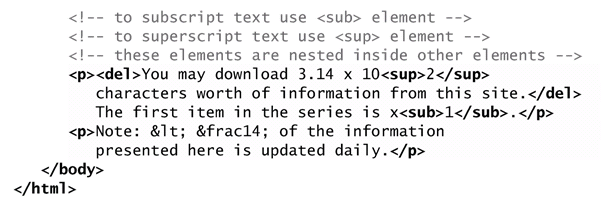 <!-- to subscript text use <sub> element -->
<!-- to superscript text use <sup> element -->
<!-- these elements are nested inside other elements -->
<p><del>You may download 3.14 x 10<sup>2</sup>
characters worth of information from this site.</del>
The first item in the series is x<sub>1</sub>.</p>
<p>Note: &lt; &frac14; of the information
presented here is updated daily.</p>
</body>
</html>